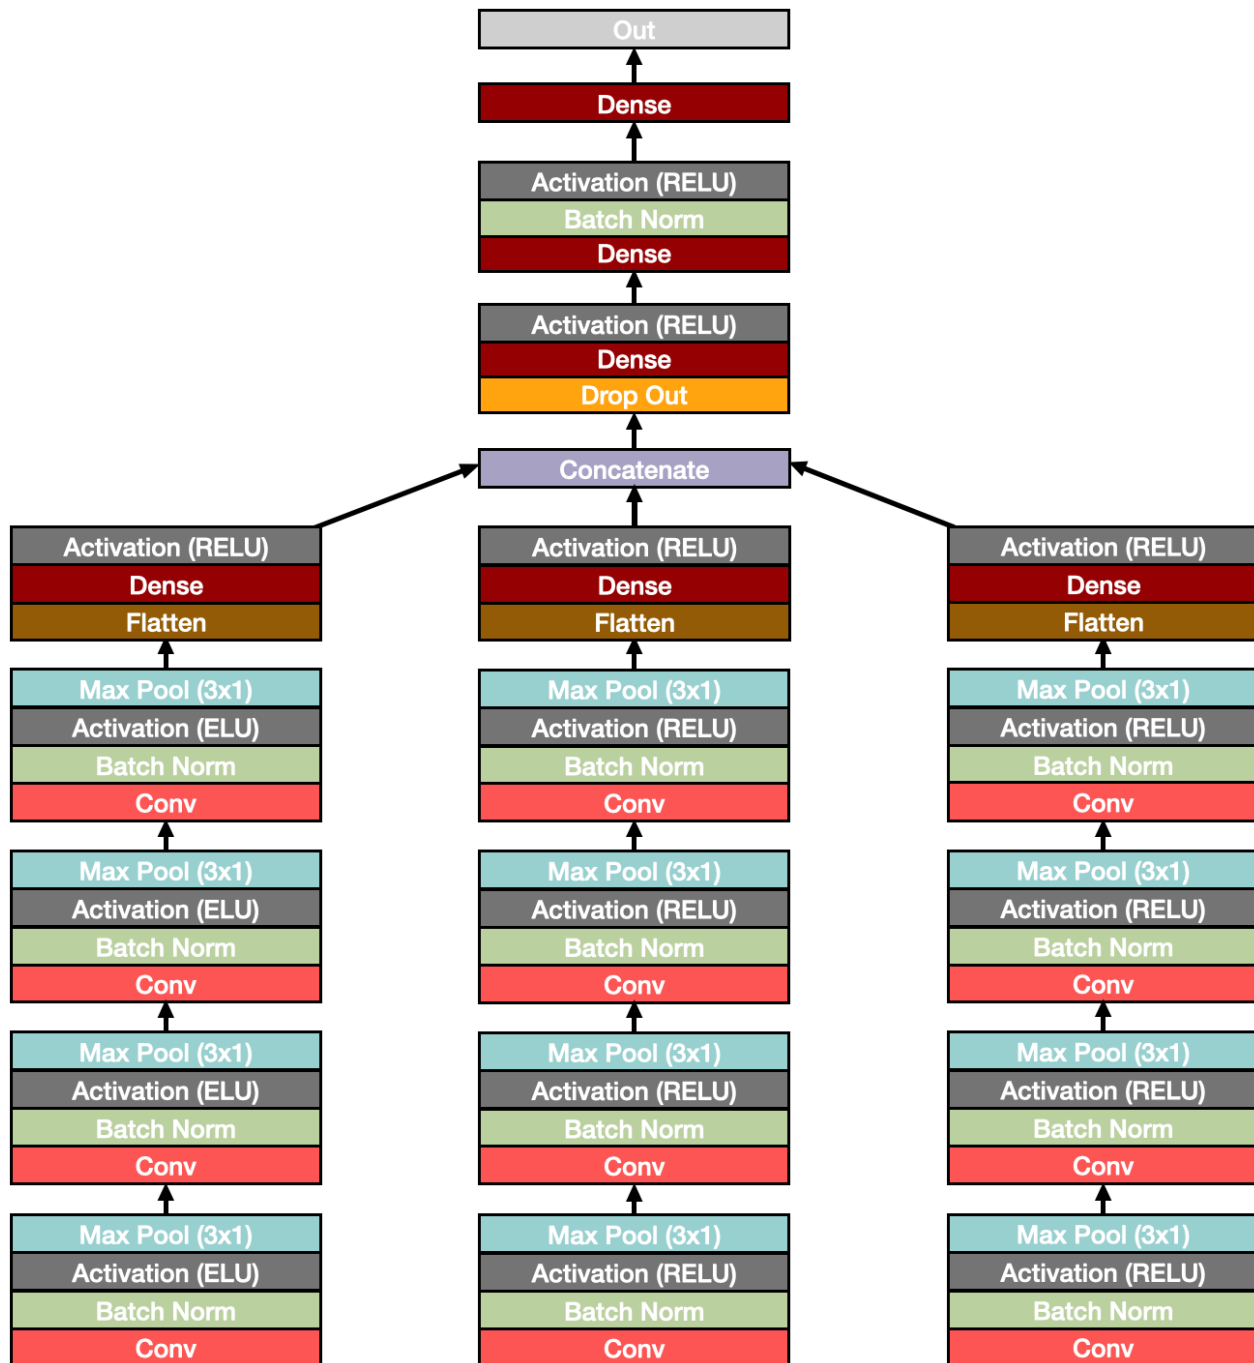 Out
Dense
Activation (RELU)
Batch Norm
Dense
Activation (RELU)
Dense
Drop Out
Concatenate
Activation (RELU)
Dense
Flatten
Max Pool (3x1)
Activation (ELU)
Batch Norm
Conv
Max Pool (3x1)
Activation (ELU)
Batch Norm
Conv
Max Pool (3x1)
Activation (ELU)
Batch Norm
Conv
Max Pool (3x1)
Activation (ELU)
Batch Norm
Conv
Activation (RELU)
Dense
Flatten
Max Pool (3x1)
Activation (RELU)
Batch Norm
Conv
Max Pool (3x1)
Activation (RELU)
Batch Norm
Conv
Max Pool (3x1)
Activation (RELU)
Batch Norm
Conv
Max Pool (3x1)
Activation (RELU)
Batch Norm
Conv
Activation (RELU)
Dense
Flatten
Max Pool (3x1)
Activation (RELU)
Batch Norm
Conv
Max Pool (3x1)
Activation (RELU)
Batch Norm
Conv
Max Pool (3x1)
Activation (RELU)
Batch Norm
Conv
Max Pool (3x1)
Activation (RELU)
Batch Norm
Conv